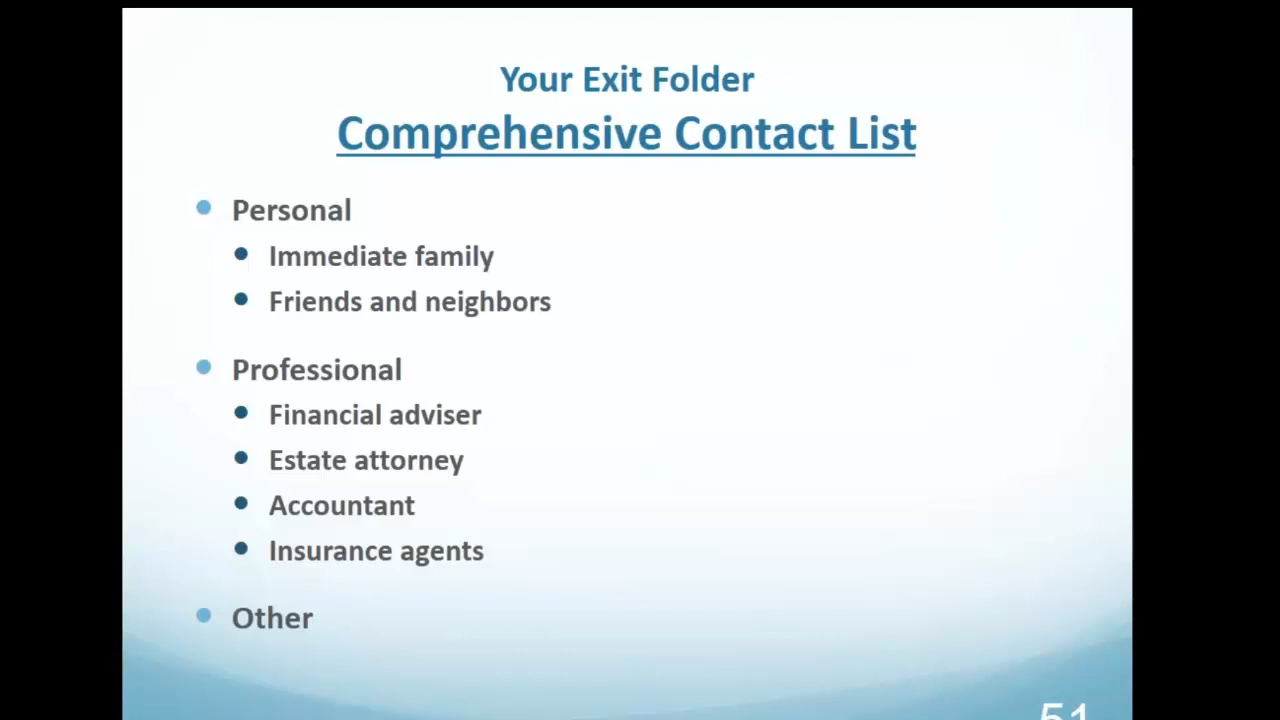 Your Exit Folder
Comprehensive Contact List
Personal
Immediate family
Friends and neighbors
Professional
Financial adviser
Estate attorney
Accountant
Insurance agents
Other
51